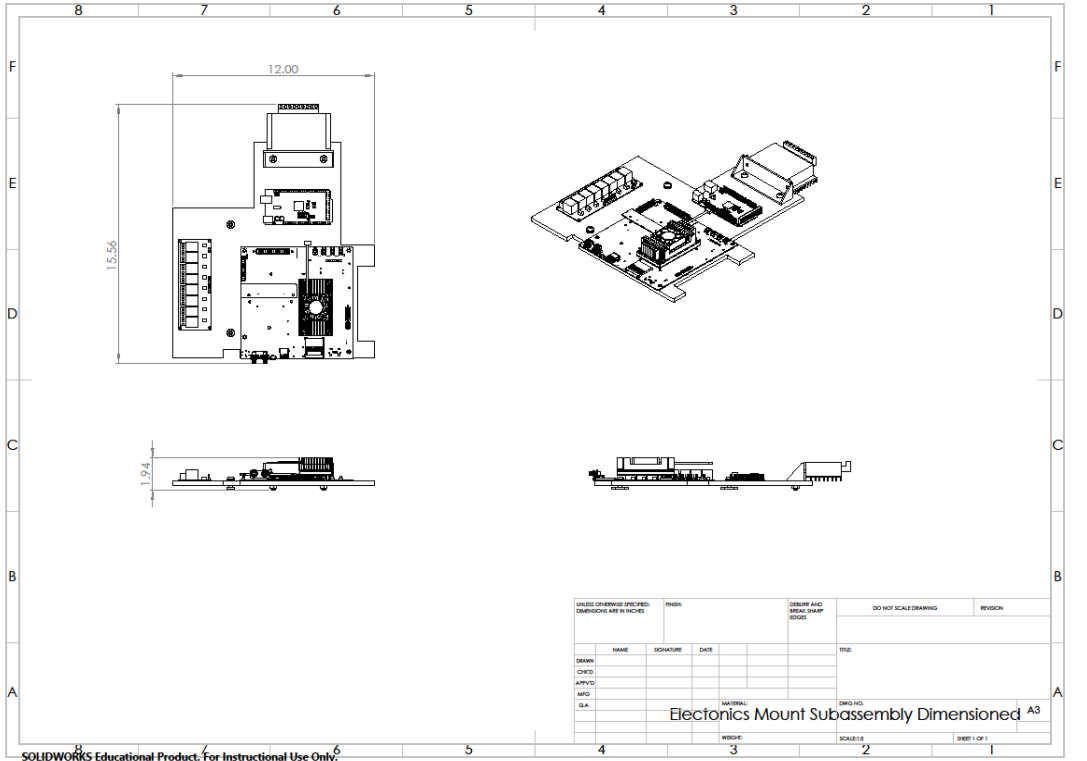 8 7 6 5 4 3 2 1
F F
12.00
E E
15.56
D D
C C
1.94
B B
UNLESS OTHERWISE SPECIFIED: FINISH: DEBURR AND DO NOT SCALE DRAWING REVISION
DIMENSIONS ARE IN INCHES BREAK SHARP
EDGES
NAME SIGNATURE DATE TITLE:
DRAWN
CHK'D
APPV'D
A A
MFG
Q.A MATERIAL: DWG NO.
Electonics Mount Subassembly Dimensioned A3
WEIGHT: SCALE:1:5 SHEET 1 OF 1
8 7 6 5 4 3 2 1
SOLIDWORKS Educational Product. For Instructional Use Only.